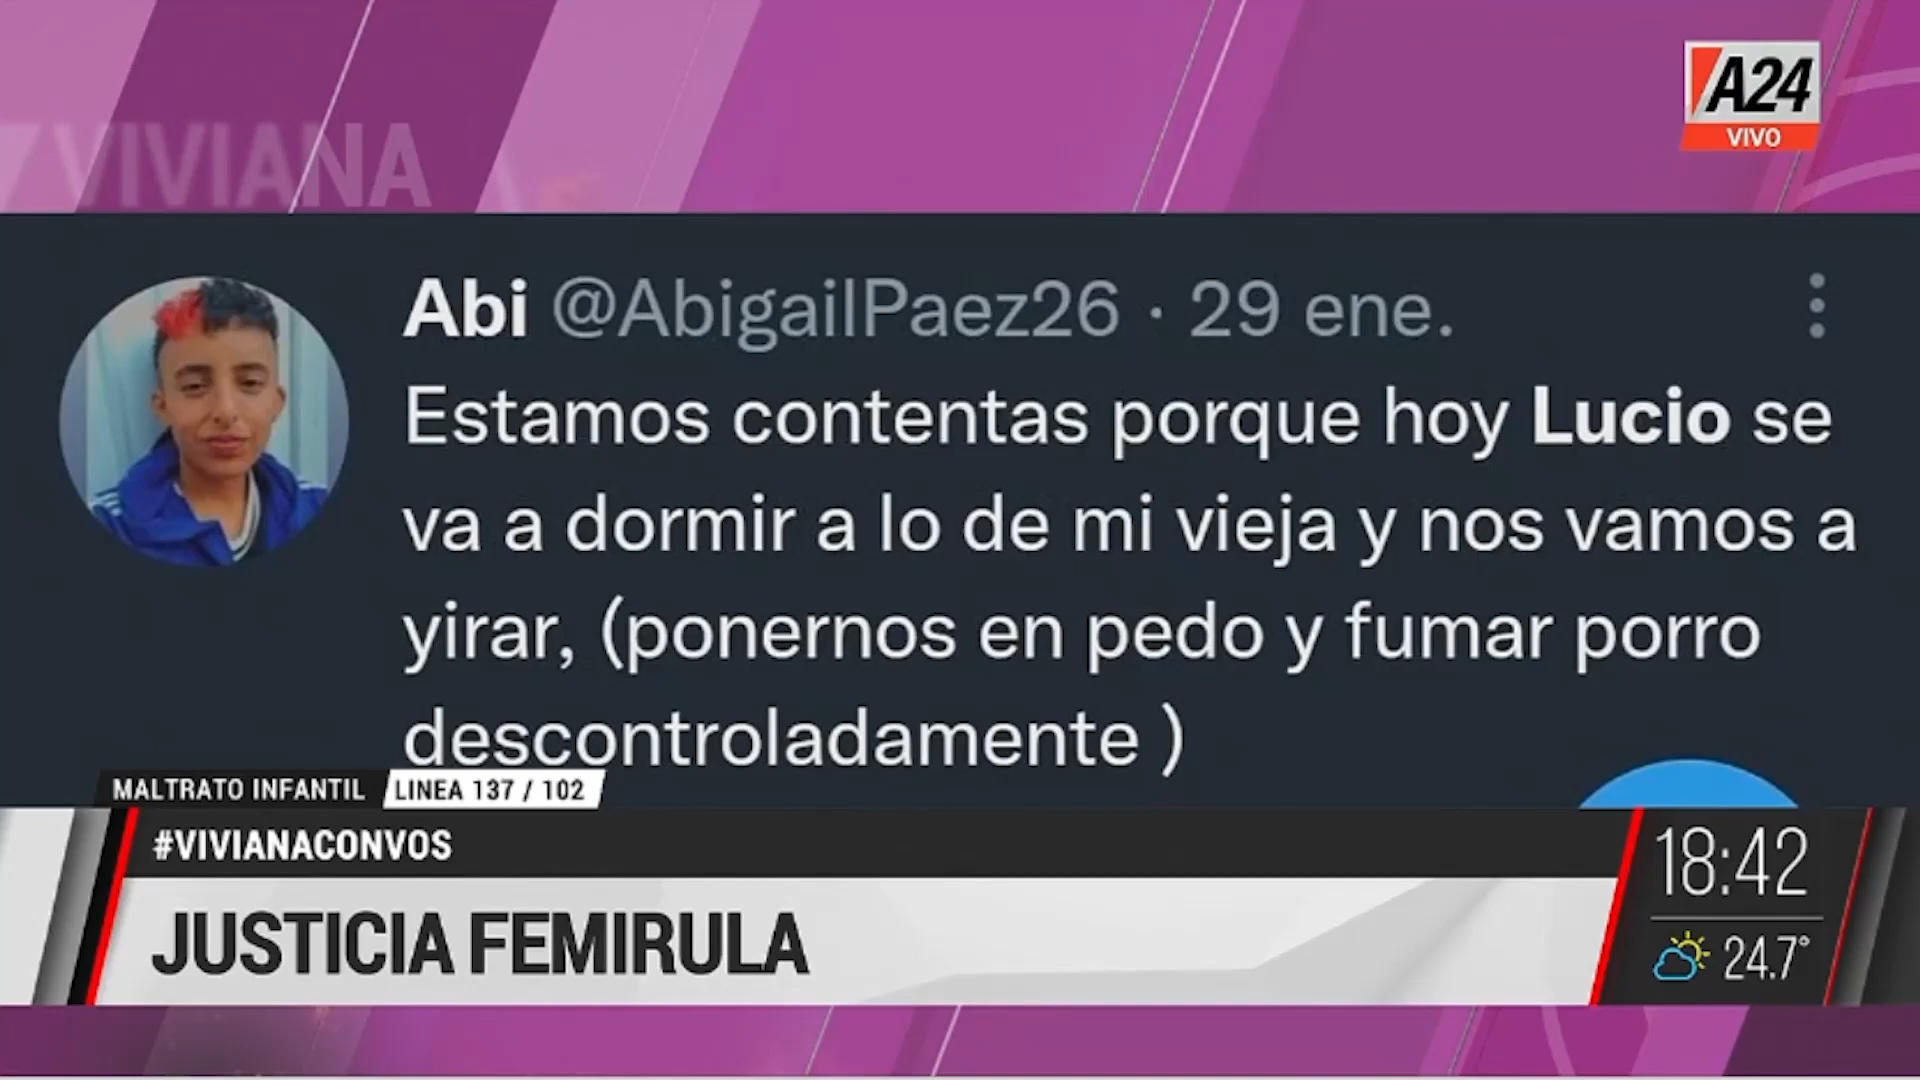 A24
VIVO
VIVIANA
Abi @AbigailPaez26 · 29 ene.
Estamos contentas porque hoy Lucio se
va a dormir a lo de mi vieja y nos vamos a
yirar, (ponernos en pedo y fumar porro
descontroladamente )
MALTRATO INFANTIL LINEA 137 / 102
#VIVIANACONVOS
JUSTICIA FEMIRULA
18:42
24.7°